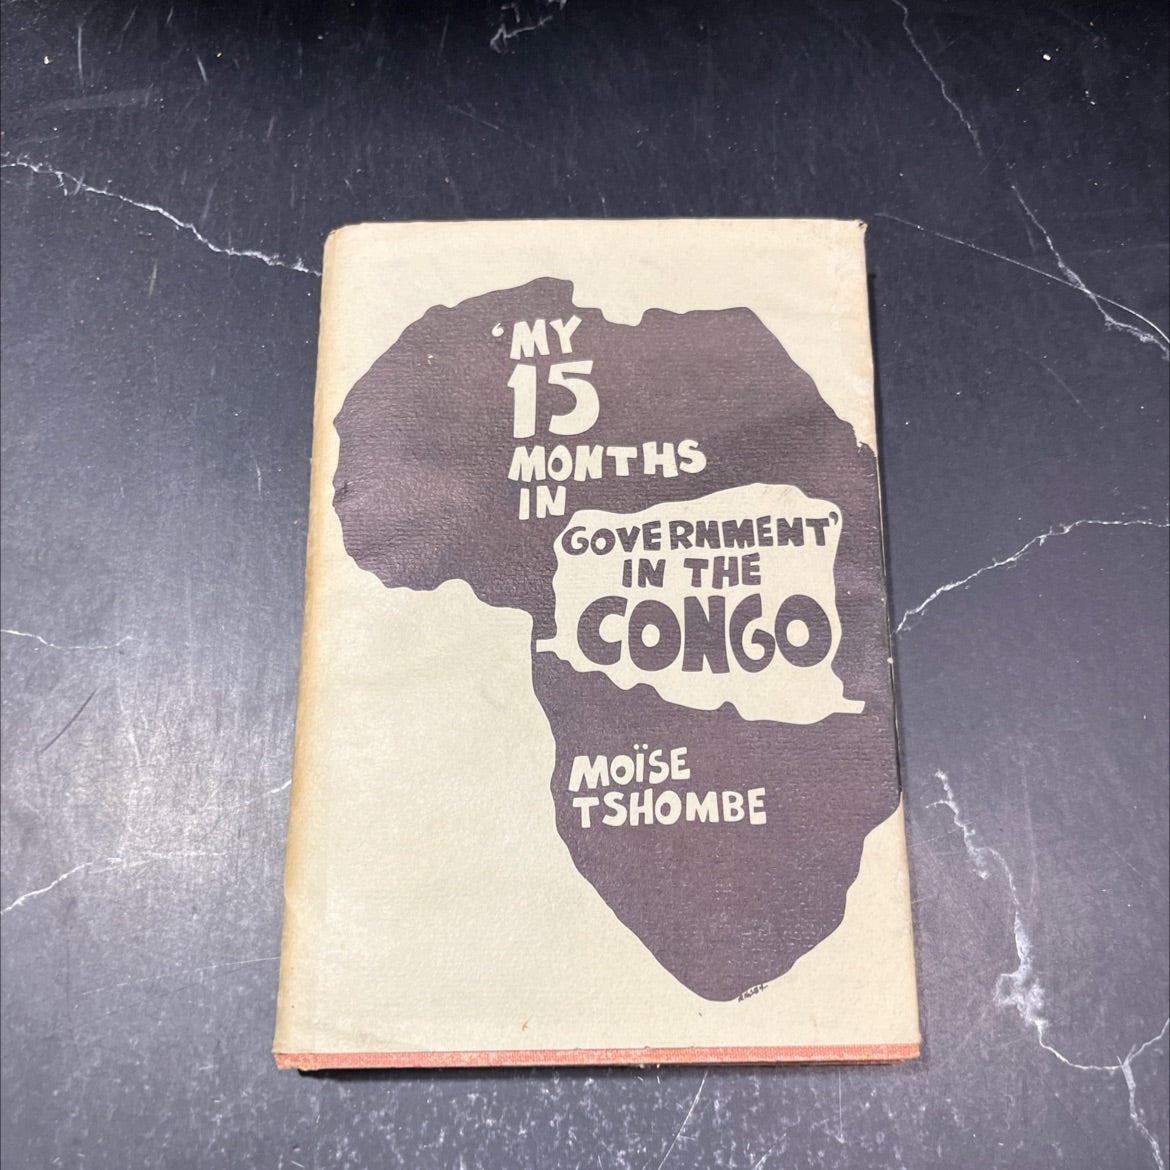 ‘MY
15
MONTHS
IN
GOVERNMENT’
IN THE
CONGO
MOÏSE
TSHOMBE